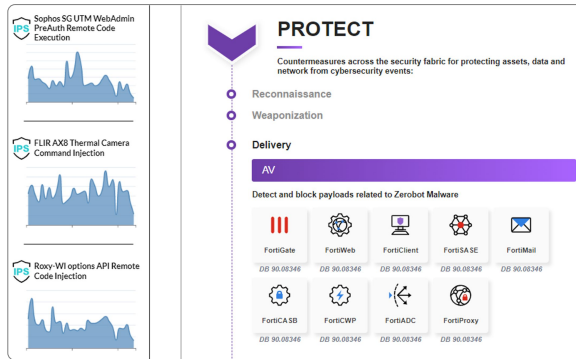 Sophos SG UTM WebAdmin
PreAuth Remote Code
Execution
IPS
FLIR AX8 Thermal Camera
Command Injection
IPS
Roxy-WI options API Remote
Code Injection
IPS
PROTECT
Countermeasures across the security fabric for protecting assets, data and
network from cybersecurity events:
Reconnaissance
Weaponization
Delivery
AV
Detect and block payloads related to Zerobot Malware
FortiGate FortiWeb FortiClient FortiSASE FortiMail
DB 90.08346 DB 90.08346 DB 90.08346 DB 90.08346 DB 90.08346
FortiCASB FortiCWP FortiADC FortiProxy
DB 90.08346 DB 90.08346 DB 90.08346 DB 90.08346